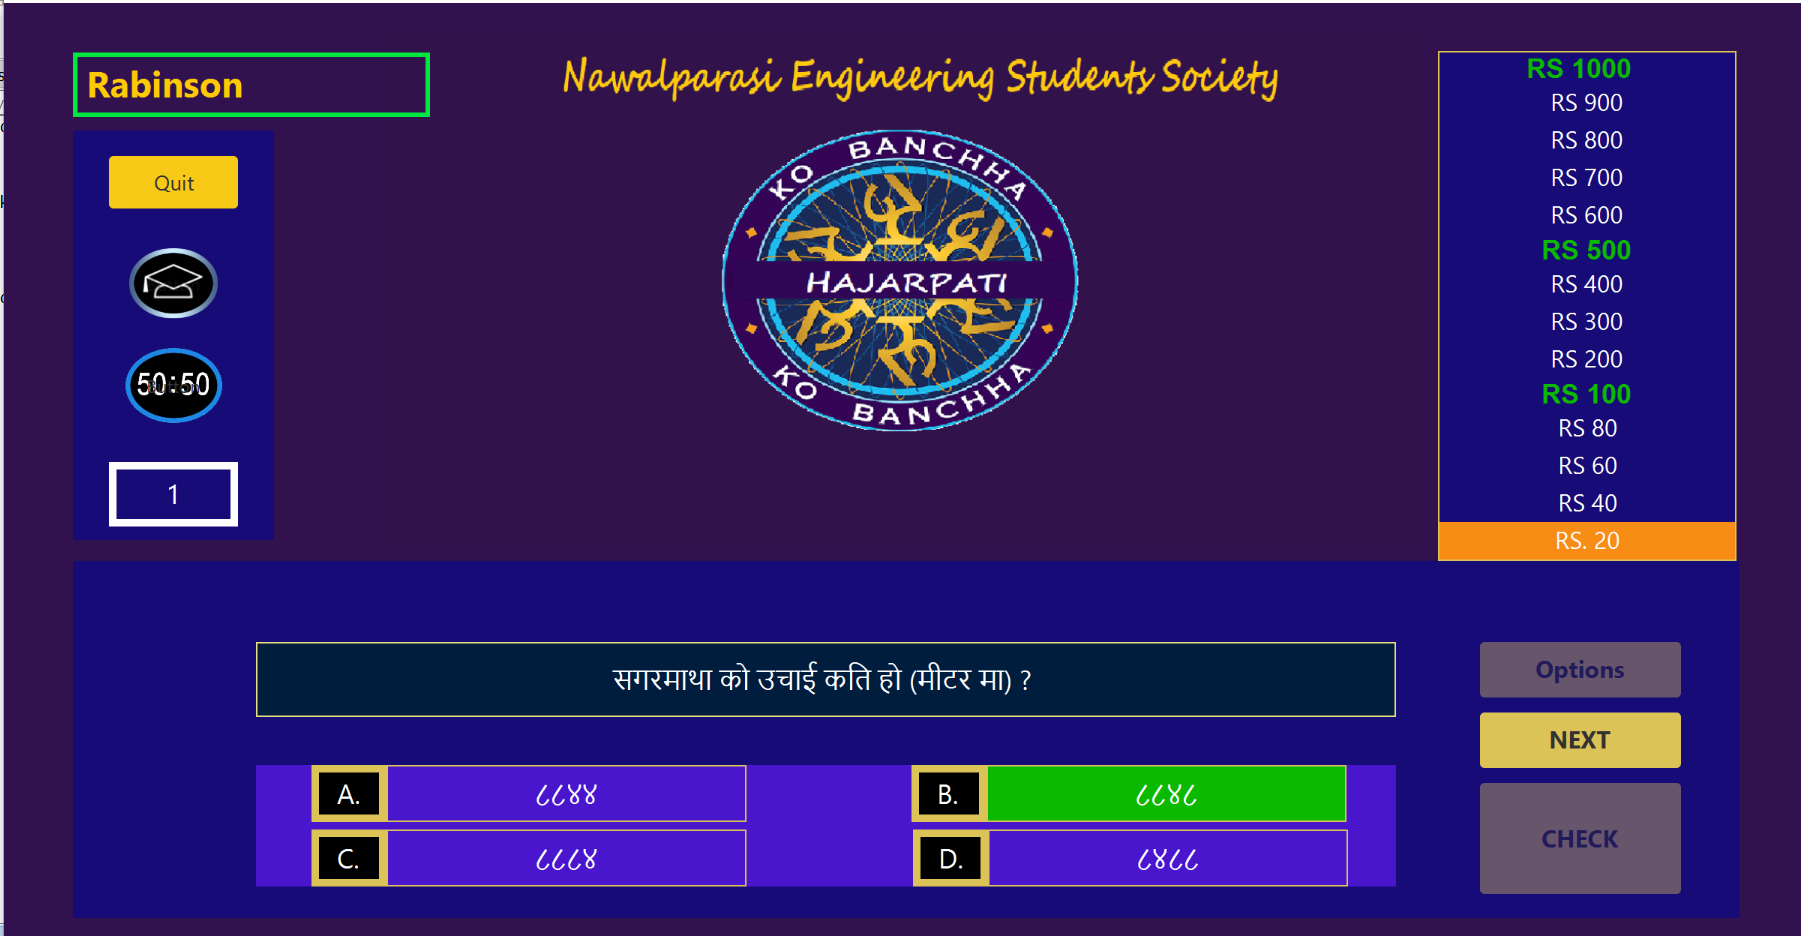 Rabinson
Nawalparasi Engineering Students Society
Quit
50:50
1
KO BANCHHA
HAJARPATI
KO BANCHHA
RS 1000
RS 900
RS 800
RS 700
RS 600
RS 500
RS 400
RS 300
RS 200
RS 100
RS 80
RS 60
RS 40
RS. 20
सगरमाथा को उचाई कति हो (मीटर मा) ?
A. ८८४४
B. ८८४८
C. ८८८४
D. ८४८८
Options
NEXT
CHECK